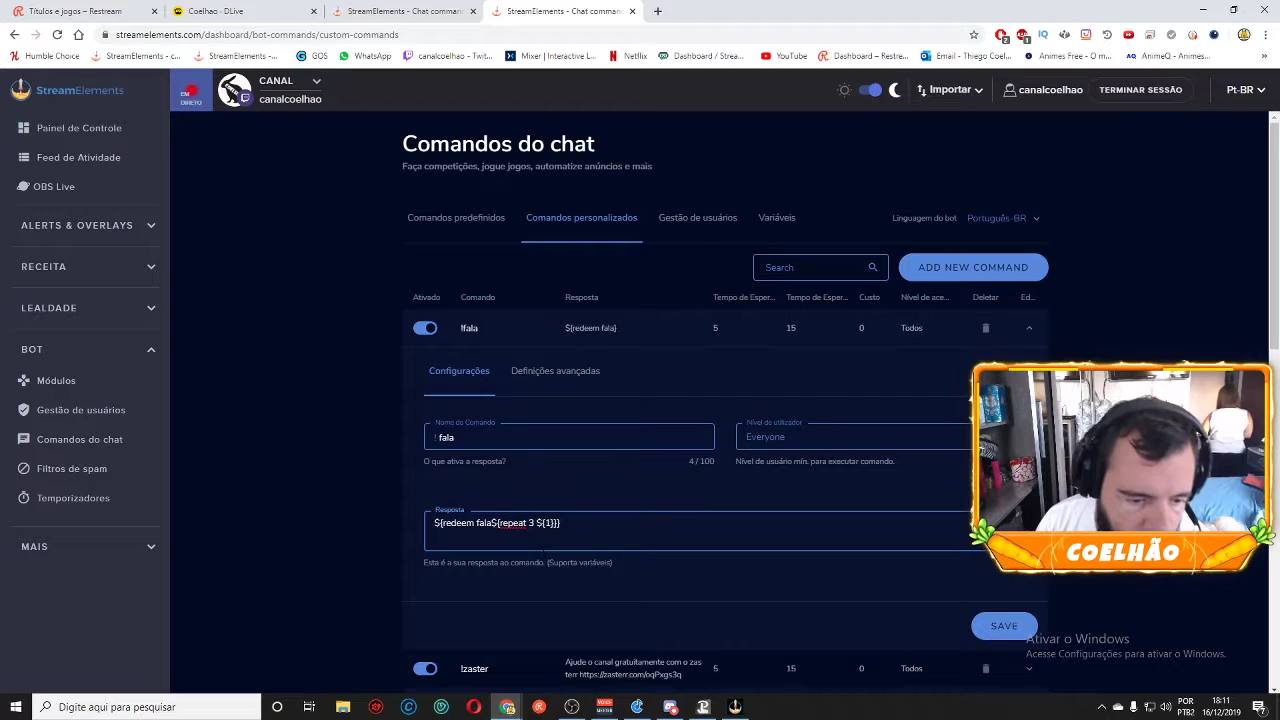 Títulos e jogos - Restream
Coelhão - Live
StreamElements - Chat comman
StreamElements - Chat comman
streamelements.com/dashboard/bot-commands/custom-commands
Humble Choice
StreamElements - D
GOG
WhatsApp
Canal Coelhao - Twit
Mixer | Interactive
Netflix
Dashboard / Stream
YouTube
Dashboard – Restre
Email - Thiago Coel
Animes Free - O me
StreamElements
EM
DIRETO
CANAL
canalcoelhao
Importar
canalcoelhao
TERMINAR SESSÃO
Pt-BR
Painel de Controle
Feed de Atividade
OBS Live
ALERTS & OVERLAYS
RECEITA
LEALDADE
BOT
Módulos
Gestão de usuários
Comandos do chat
Filtros de spam
Temporizadores
MAIS
Comandos do chat
Faça competições, jogue jogos, automatize anúncios e mais
Comandos predefinidos
Comandos personalizados
Gestão de usuários
Variáveis
Linguagem do bot
Português-BR
Search
ADD NEW COMMAND
Ativado
Comando
Resposta
Tempo de Esper...
Tempo de Esper...
Custo
Nível de ace...
Deletar
Ed...
!fala
${redeem fala}
5
15
0
Todos
Configurações
Definições avançadas
Nome do Comando
! fala
O que ativa a resposta?
4 / 100
Nível de utilizador
Everyone
Nível de usuário mín. para executar comando.
Resposta
${redeem fala${repeat 3 ${1}}}
Esta é a sua resposta ao comando. (Suporta variáveis)
SAVE
COELHÃO
Ativar o Windows
Acesse Configurações para ativar o Windows.
!zaster
Ajude o canal gratuitamente com o zas
terr https://zasterr.com/oqPxgs3q
5
15
0
Todos
Digite aqui para pesquisar
POR
PTB2
18:11
16/12/2019